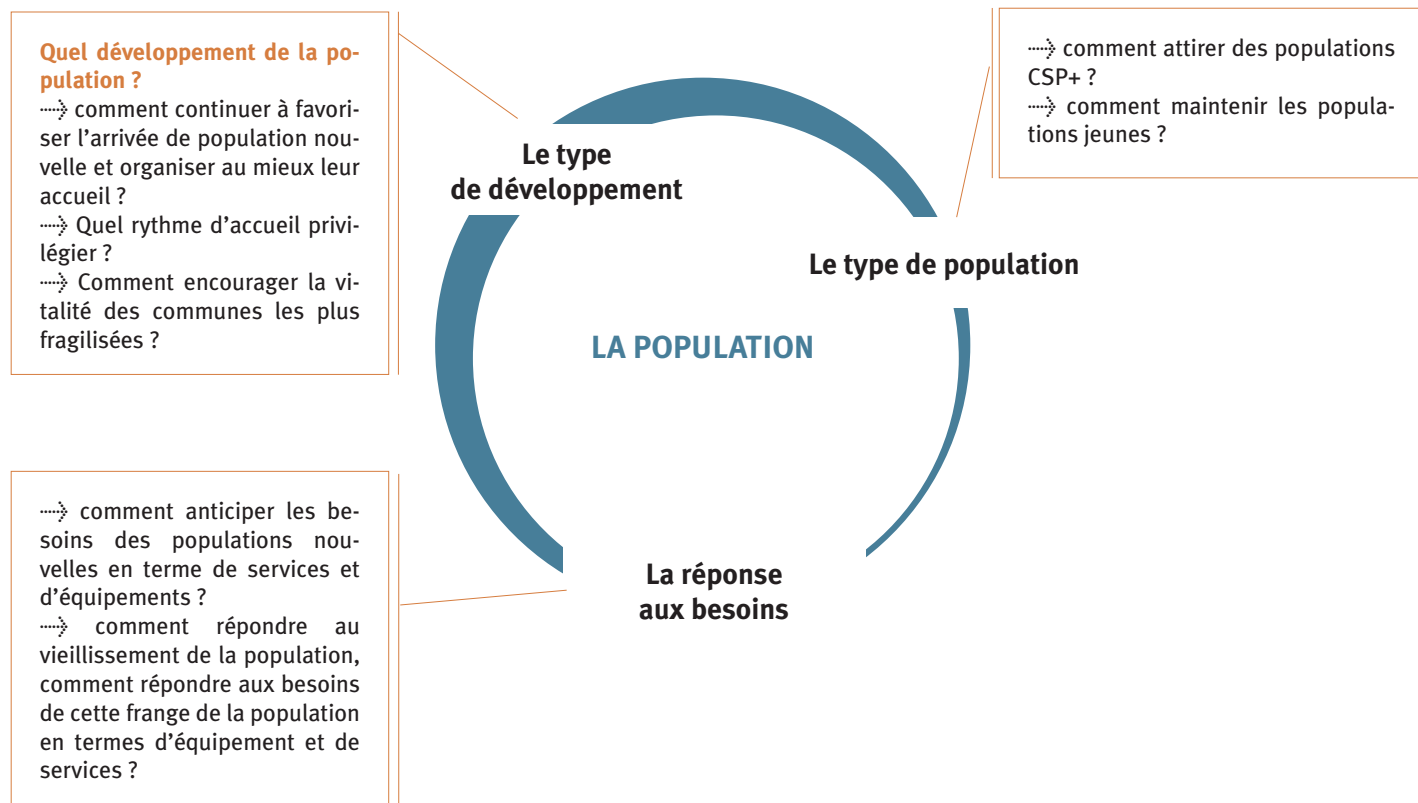 Quel développement de la po-
pulation ?
····> comment continuer à favori-
ser l'arrivée de population nou-
velle et organiser au mieux leur
accueil ?
····> Quel rythme d'accueil privi-
légier ?
····> Comment encourager la vi-
talité des communes les plus
fragilisées ?
····> comment attirer des populations
CSP+ ?
····> comment maintenir les popula-
tions jeunes ?
Le type
de développement
Le type de population
LA POPULATION
····> comment anticiper les be-
soins des populations nou-
velles en terme de services et
d'équipements ?
····> comment répondre au
vieillissement de la population,
comment répondre aux besoins
de cette frange de la population
en termes d'équipement et de
services ?
La réponse
aux besoins